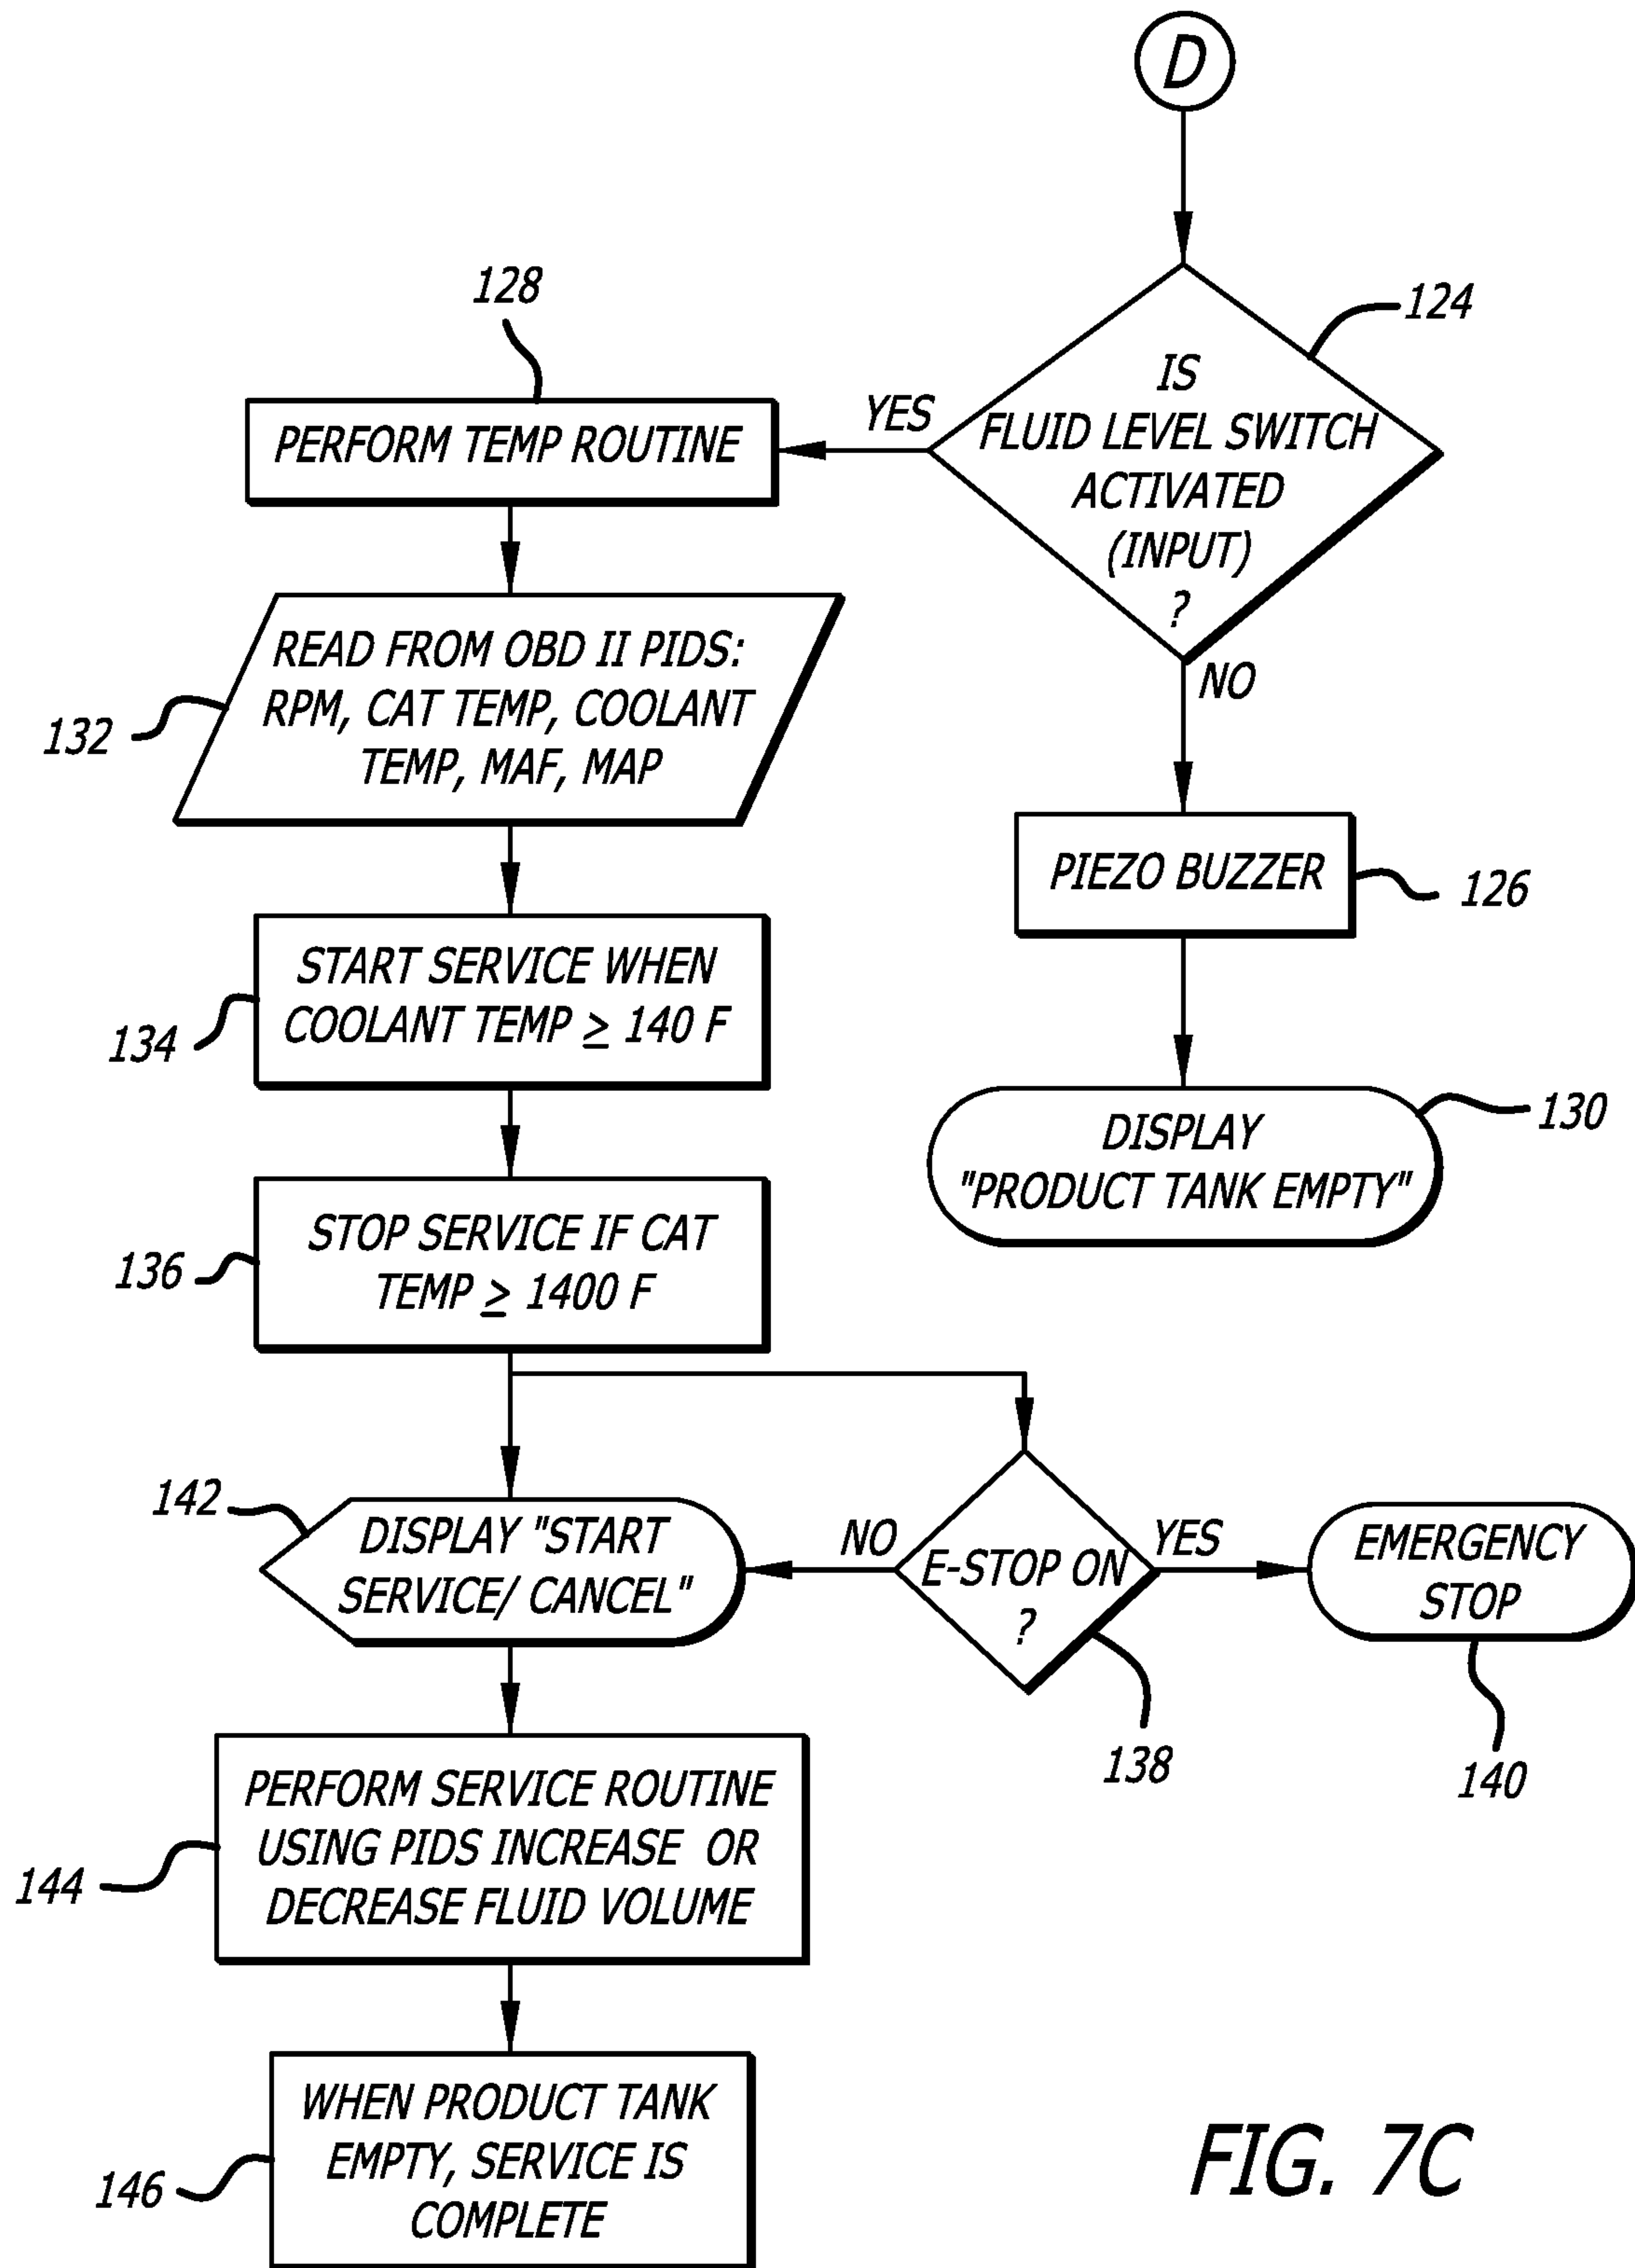 D
124
IS
FLUID LEVEL SWITCH
ACTIVATED
(INPUT)
?
YES
NO
128
PERFORM TEMP ROUTINE
132
READ FROM OBD II PIDS:
RPM, CAT TEMP, COOLANT
TEMP, MAF, MAP
PIEZO BUZZER
126
134
START SERVICE WHEN
COOLANT TEMP ≥ 140 F
DISPLAY
"PRODUCT TANK EMPTY"
130
136
STOP SERVICE IF CAT
TEMP ≥ 1400 F
142
DISPLAY "START
SERVICE/ CANCEL"
NO
E-STOP ON
?
YES
138
EMERGENCY
STOP
140
144
PERFORM SERVICE ROUTINE
USING PIDS INCREASE OR
DECREASE FLUID VOLUME
146
WHEN PRODUCT TANK
EMPTY, SERVICE IS
COMPLETE
FIG. 7C